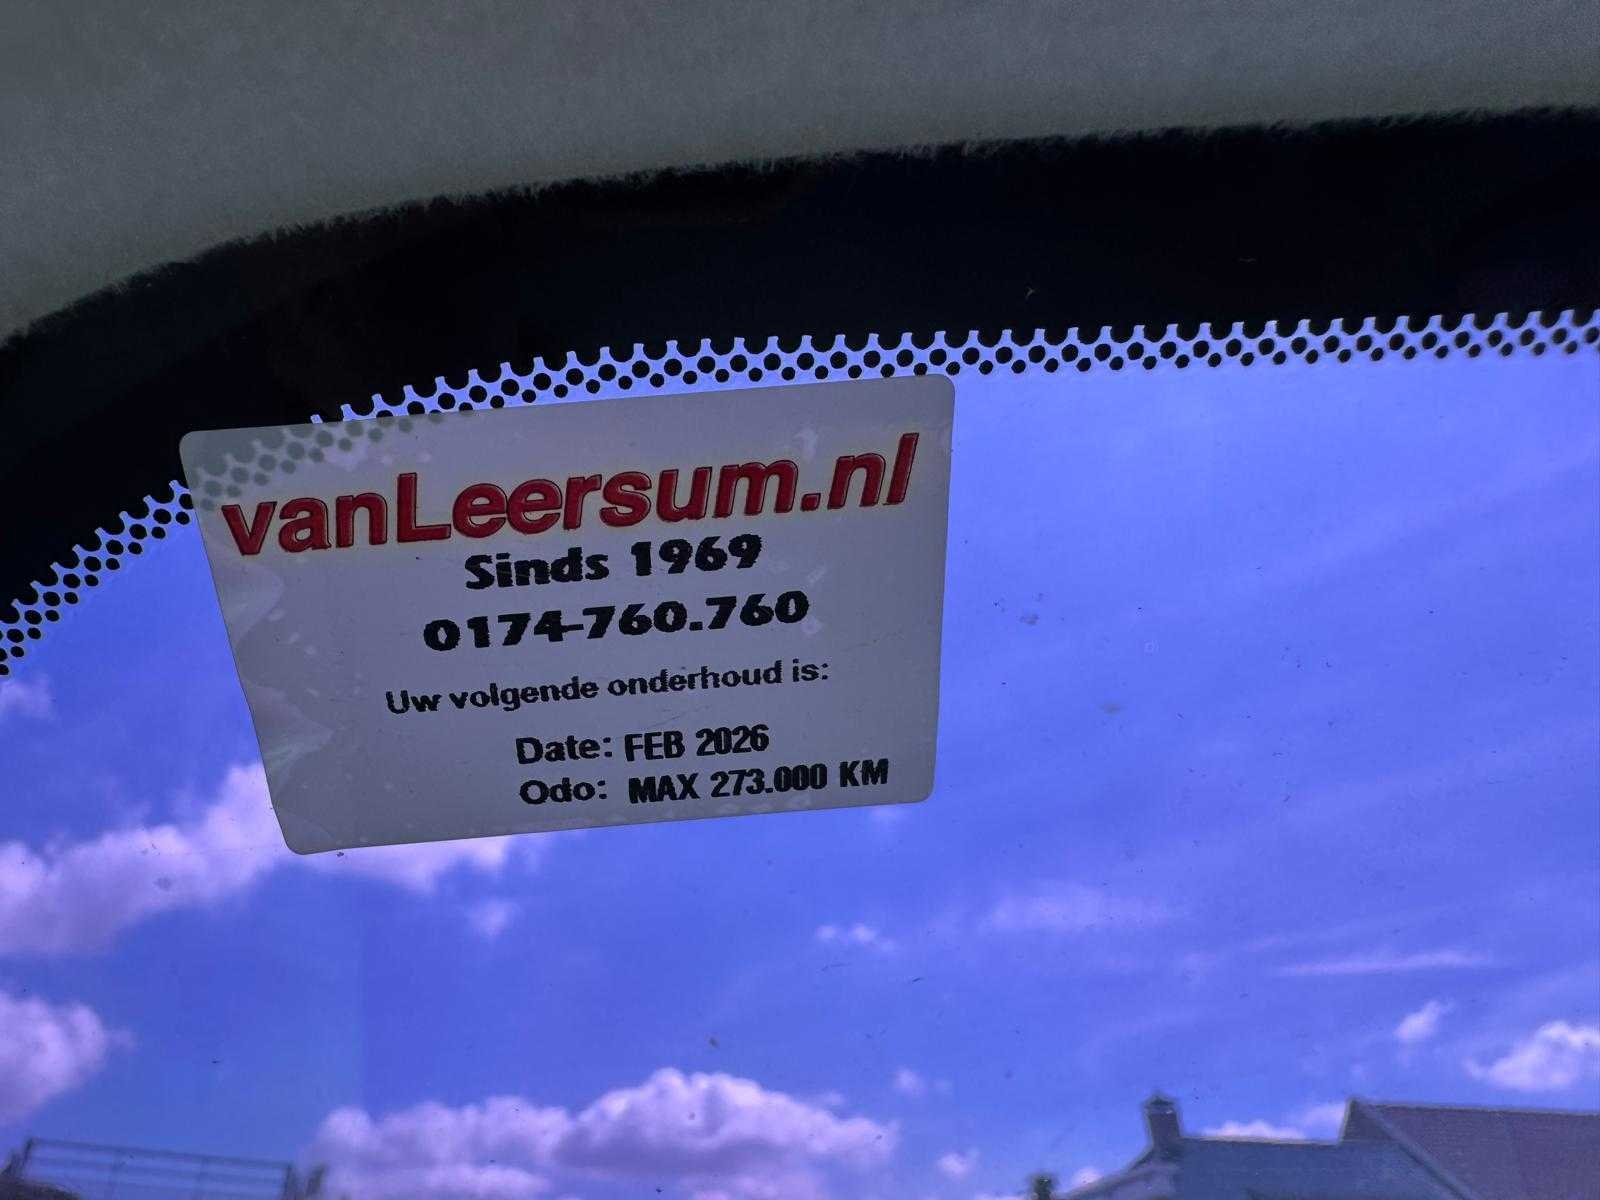 vanLeersum.nl
Sinds 1969
0174-760.760
Uw volgende onderhoud is:
Date: FEB 2026
Odo: MAX 273.000 KM